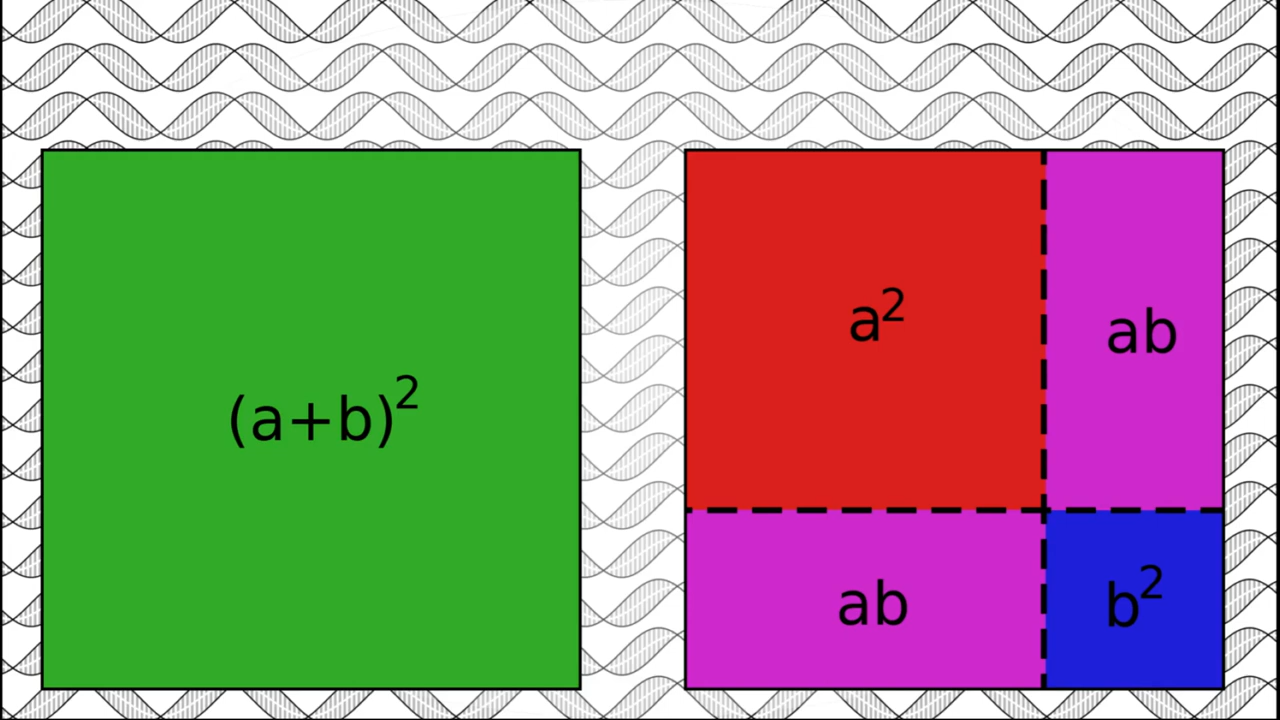 (a+b)²
a²
ab
ab
b²